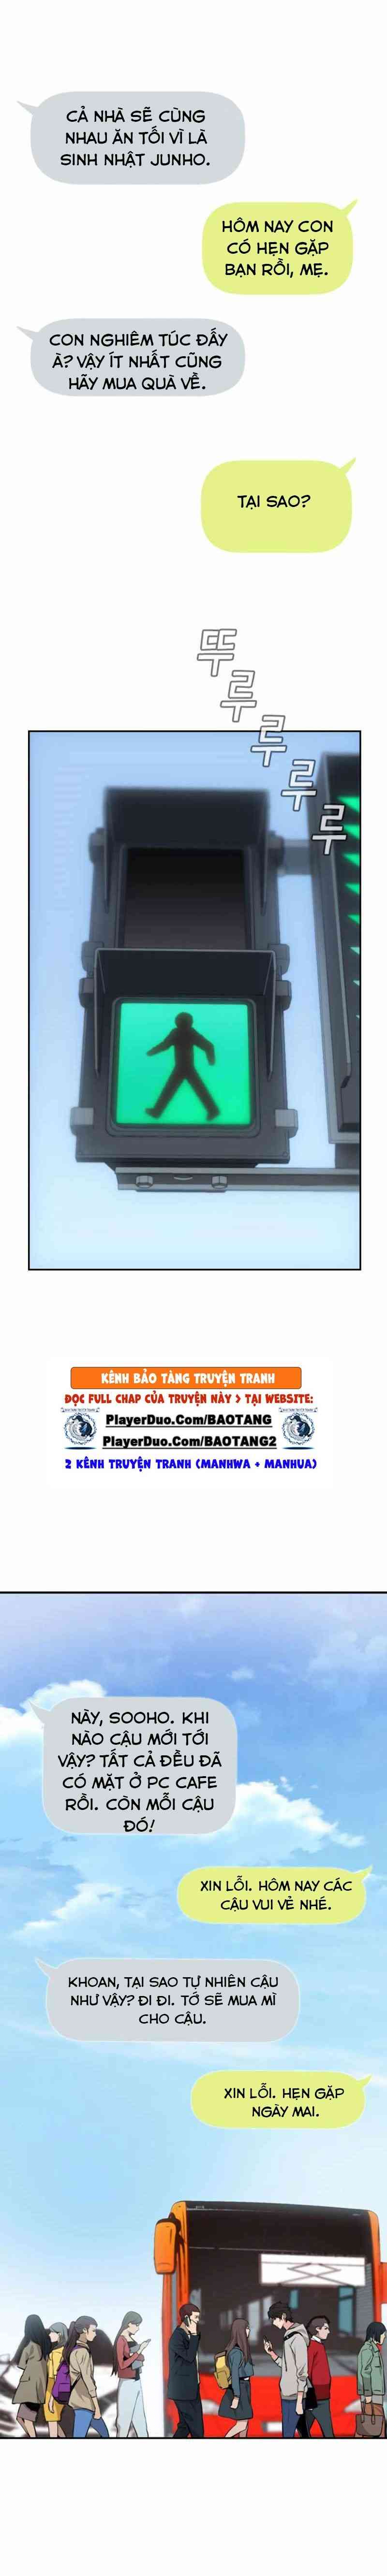 CẢ NHÀ SẼ CÙNG
NHAU ĂN TỐI VÌ LÀ
SINH NHẬT JUNHO.
HÔM NAY CON
CÓ HẸN GẶP
BẠN RỒI, MẸ.
CON NGHIÊM TÚC ĐẤY
À? VẬY ÍT NHẤT CŨNG
HÃY MUA QUÀ VỀ.
TẠI SAO?
뚜
루
루
루
루
KÊNH BẢO TÀNG TRUYỆN TRANH
ĐỌC FULL CHAP CỦA TRUYỆN NÀY > TẠI WEBSITE:
PlayerDuo.Com/BAOTANG
PlayerDuo.Com/BAOTANG2
2 KÊNH TRUYỆN TRANH (MANHWA + MANHUA)
NÀY, SOOHO. KHI
NÀO CẬU MỚI TỚI
VẬY? TẤT CẢ ĐỀU ĐÃ
CÓ MẶT Ở PC CAFE
RỒI. CÒN MỖI CẬU
ĐÓ!
XIN LỖI. HÔM NAY CÁC
CẬU VUI VẺ NHÉ.
KHOAN, TẠI SAO TỰ NHIÊN CẬU
NHƯ VẬY? ĐI ĐI. TỚ SẼ MUA MÌ
CHO CẬU.
XIN LỖI. HẸN GẶP
NGÀY MAI.